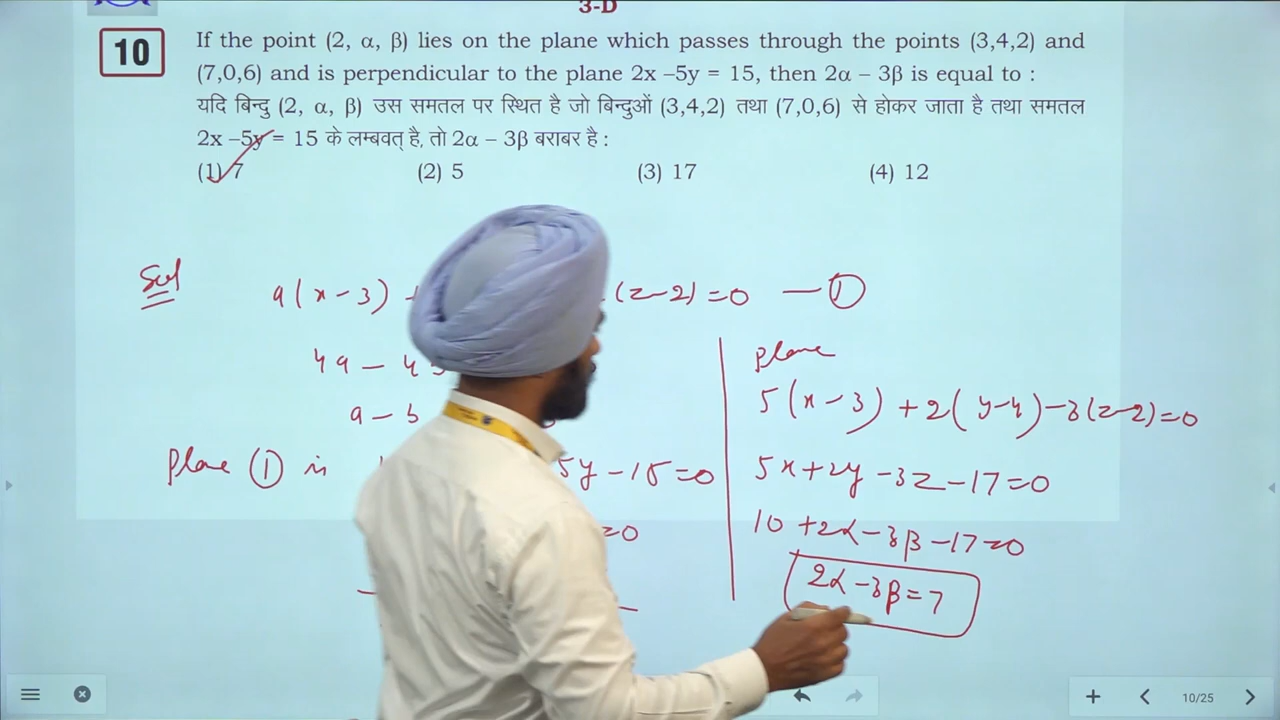 3-D
10
If the point (2, α, β) lies on the plane which passes through the points (3,4,2) and
(7,0,6) and is perpendicular to the plane 2x –5y = 15, then 2α – 3β is equal to :
यदि बिन्दु (2, α, β) उस समतल पर स्थित है जो बिन्दुओं (3,4,2) तथा (7,0,6) से होकर जाता है तथा समतल
2x –5y = 15 के लम्बवत् है, तो 2α – 3β बराबर है :
(1) 7 (2) 5 (3) 17 (4) 12
Sol a(x-3) (z-2)=0 —①
4a – 4
a – b
Plane ① is 5y – 15=0
=0
plane
5(x-3) +2(y-4) -3(z-2)=0
5x+2y -3z -17=0
10 +2α -3β -17=0
2α -3β = 7
10/25